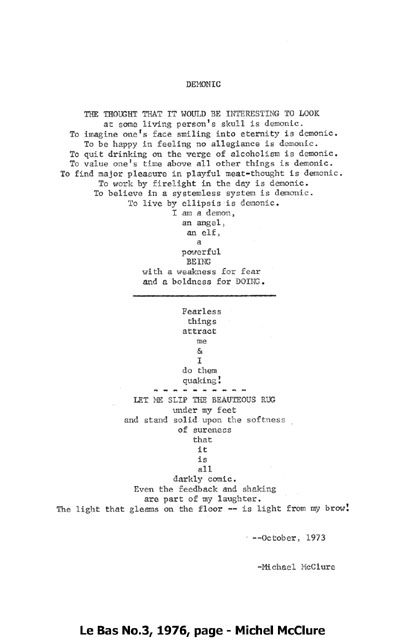 DEMONIC
THE THOUGHT THAT IT WOULD BE INTERESTING TO LOOK
at some living person's skull is demonic.
To imagine one's face smiling into eternity is demonic.
To be happy in feeling no allegiance is demonic.
To quit drinking on the verge of alcoholism is demonic.
To value one's time above all other things is demonic.
To find major pleasure in playful meat-thought is demonic.
To work by firelight in the day is demonic.
To believe in a systemless system is demonic.
To live by ellipsis is demonic.
I am a demon,
an angel,
an elf,
a
powerful
BEING
with a weakness for fear
and a boldness for DOING.
Fearless
things
attract
me
&
I
do them
quaking!
- - - - - - - - - -
LET ME SLIP THE BEAUTEOUS RUG
under my feet
and stand solid upon the softness
of sureness
that
it
is
all
darkly comic.
Even the feedback and shaking
are part of my laughter.
The light that gleams on the floor -- is light from my brow!
--October, 1973
-Michael McClure
Le Bas No.3, 1976, page - Michel McClure